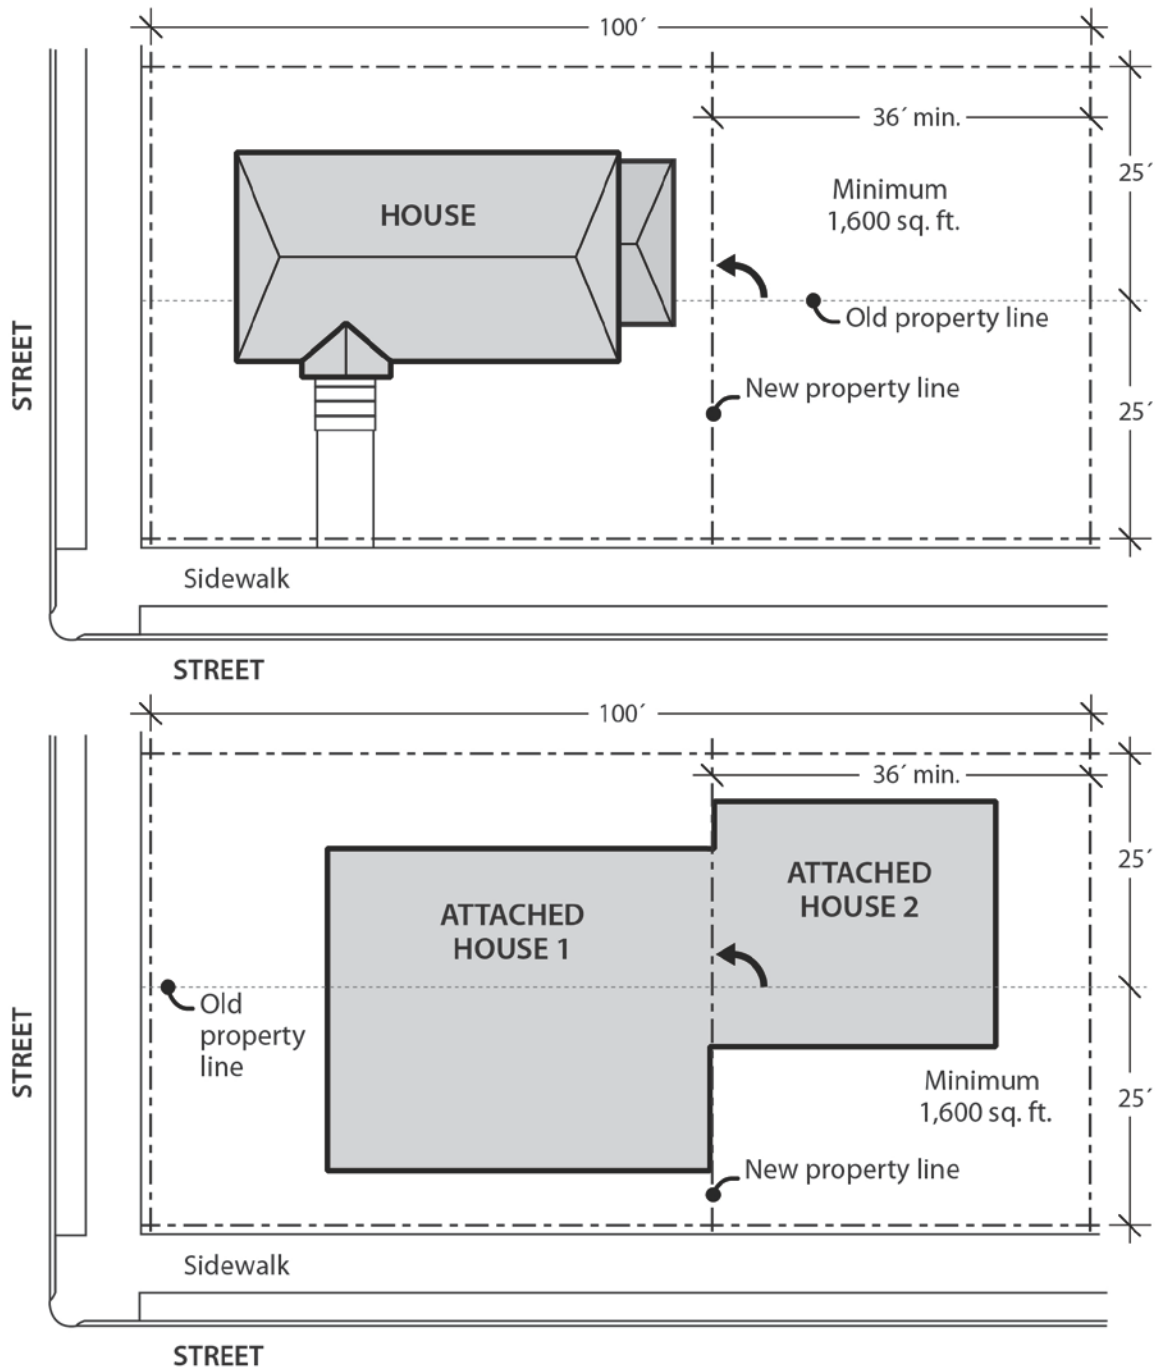 100´
36´ min.
25´
Minimum
1,600 sq. ft.
HOUSE
Old property line
STREET
New property line
25´
Sidewalk
STREET
100´
36´ min.
25´
ATTACHED
HOUSE 2
ATTACHED
HOUSE 1
Old
property
line
STREET
Minimum
1,600 sq. ft.
25´
New property line
Sidewalk
STREET